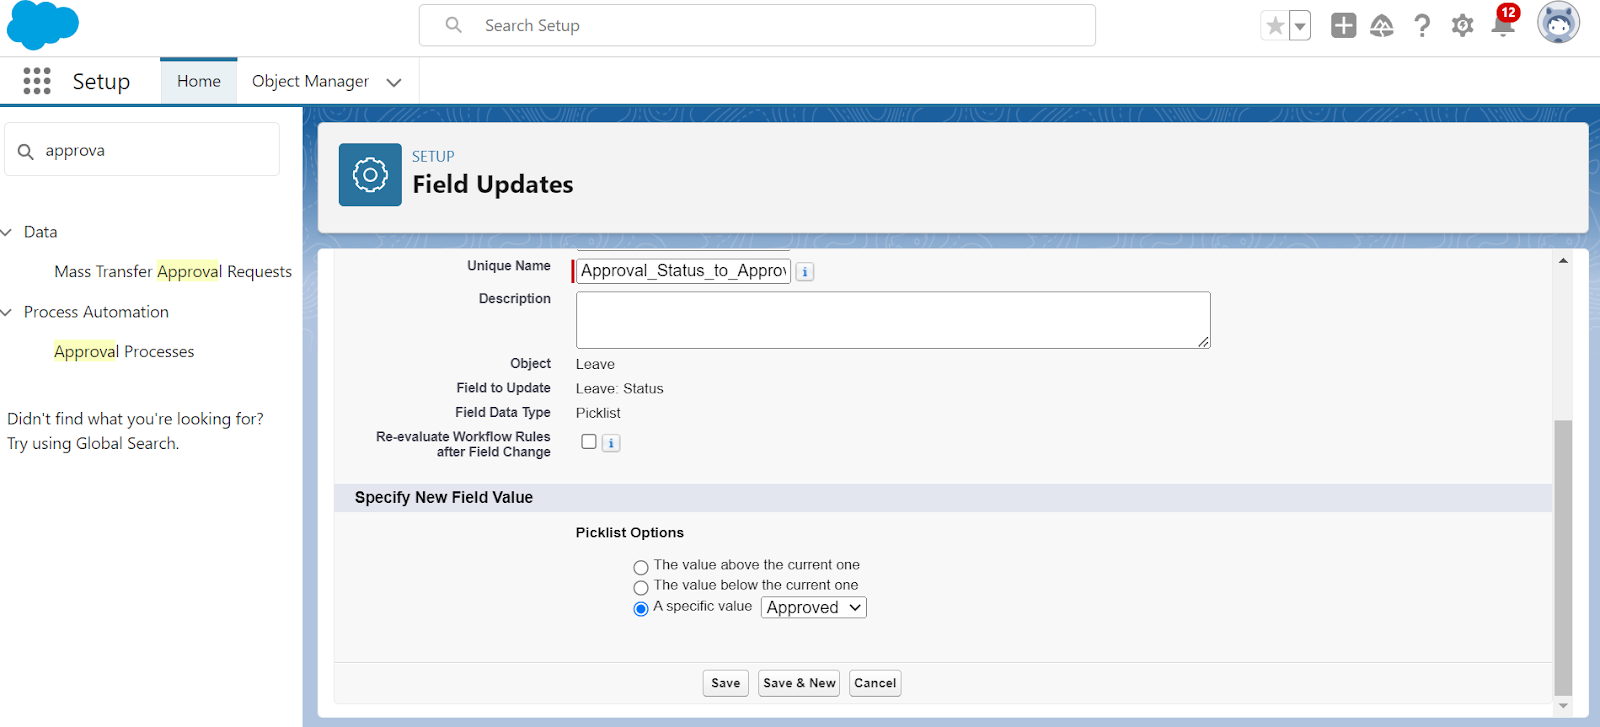 Search Setup
12
Setup
Home
Object Manager
approva
Data
Mass Transfer Approval Requests
Process Automation
Approval Processes
Didn't find what you're looking for?
Try using Global Search.
SETUP
Field Updates
Unique Name
Approval_Status_to_Approv
Description
Object
Leave
Field to Update
Leave: Status
Field Data Type
Picklist
Re-evaluate Workflow Rules
after Field Change
Specify New Field Value
Picklist Options
The value above the current one
The value below the current one
A specific value Approved
Save
Save & New
Cancel